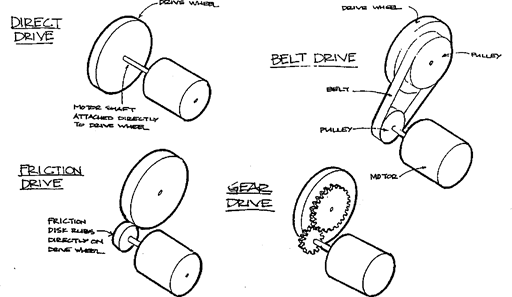 DIRECT
DRIVE
DRIVE WHEEL
MOTOR SHAFT
ATTACHED DIRECTLY
TO DRIVE WHEEL
DRIVE WHEEL
BELT DRIVE
PULLEY
BELT
PULLEY
MOTOR
FRICTION
DRIVE
FRICTION
DISK RUBS
DIRECTLY ON
DRIVE WHEEL
GEAR
DRIVE